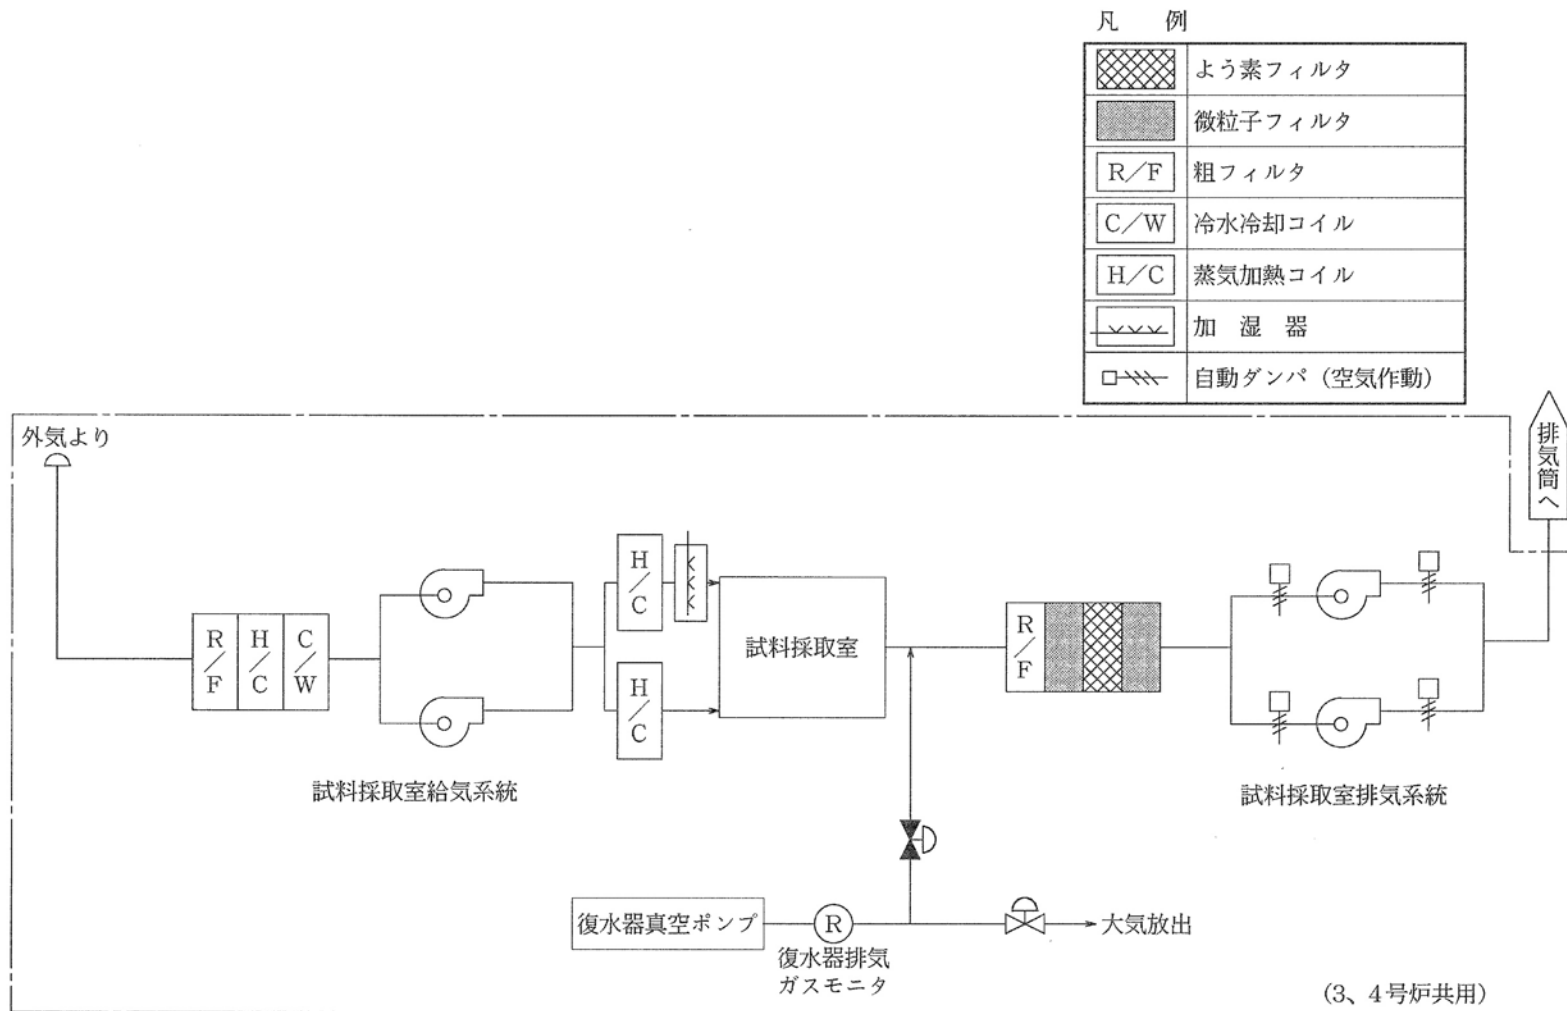 凡　例
よう素フィルタ
微粒子フィルタ
R／F 粗フィルタ
C／W 冷水冷却コイル
H／C 蒸気加熱コイル
加　湿　器
自動ダンパ（空気作動）
外気より
排気筒へ
R／F
H／C
C／W
H／C
H／C
試料採取室
R／F
試料採取室給気系統
試料採取室排気系統
復水器真空ポンプ
R
大気放出
復水器排気
ガスモニタ
（3、4号炉共用）